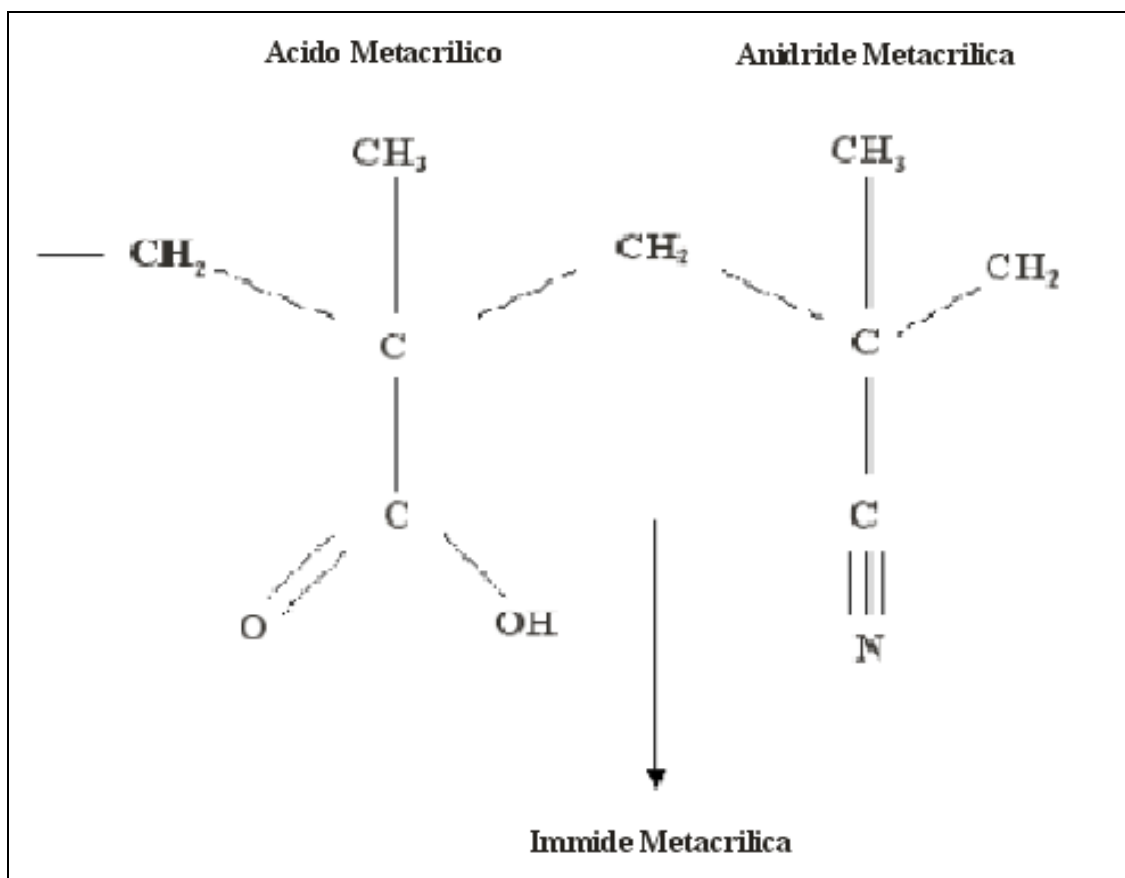 Acido Metacrilico Anidride Metacrilica
CH₃ CH₃
CH₂ CH₂ CH₂
C C
C C
O OH N
Immide Metacrilica